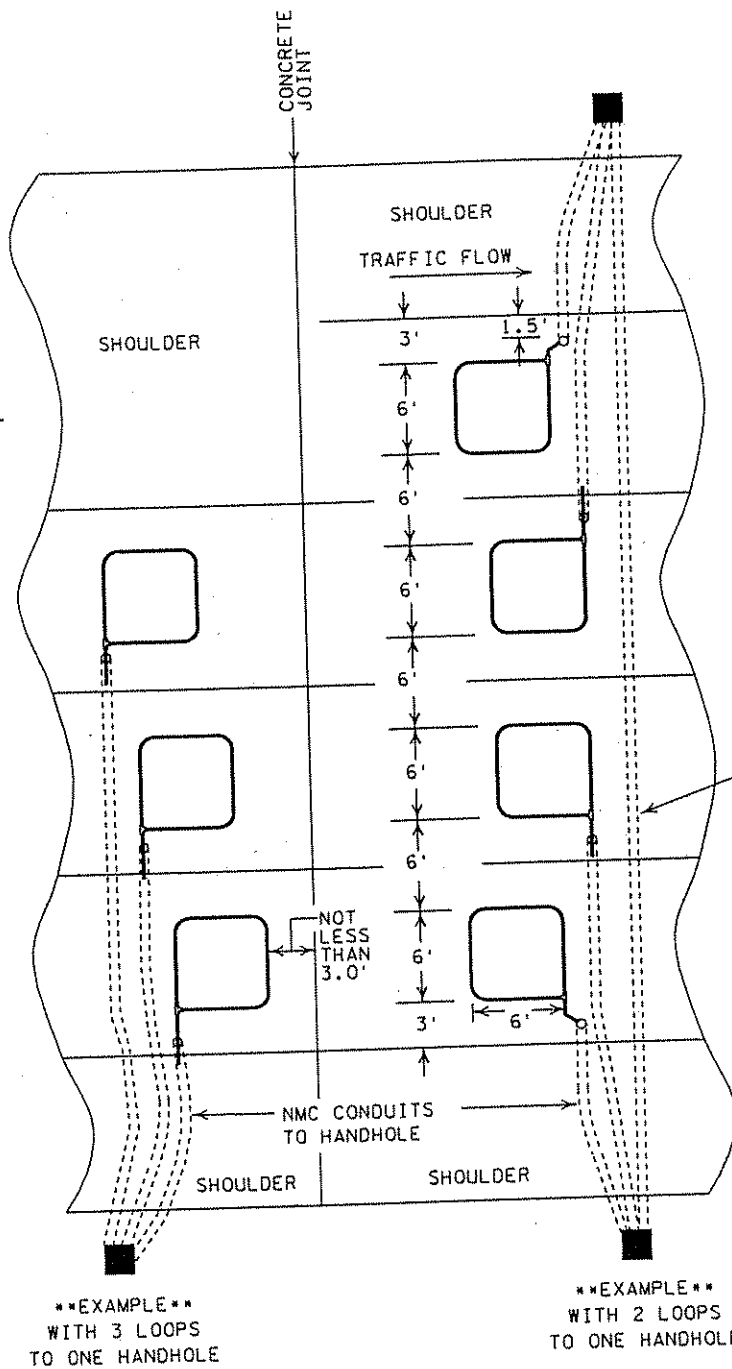 CONCRETE
JOINT
SHOULDER
TRAFFIC FLOW
SHOULDER
3'
1.5'
6'
6'
6'
6'
6'
6'
NOT
LESS
THAN
3.0'
6'
3'
6'
NMC CONDUITS
TO HANDHOLE
SHOULDER
SHOULDER
**EXAMPLE**
WITH 3 LOOPS
TO ONE HANDHOLE
**EXAMPLE**
WITH 2 LOOPS
TO ONE HANDHOLE